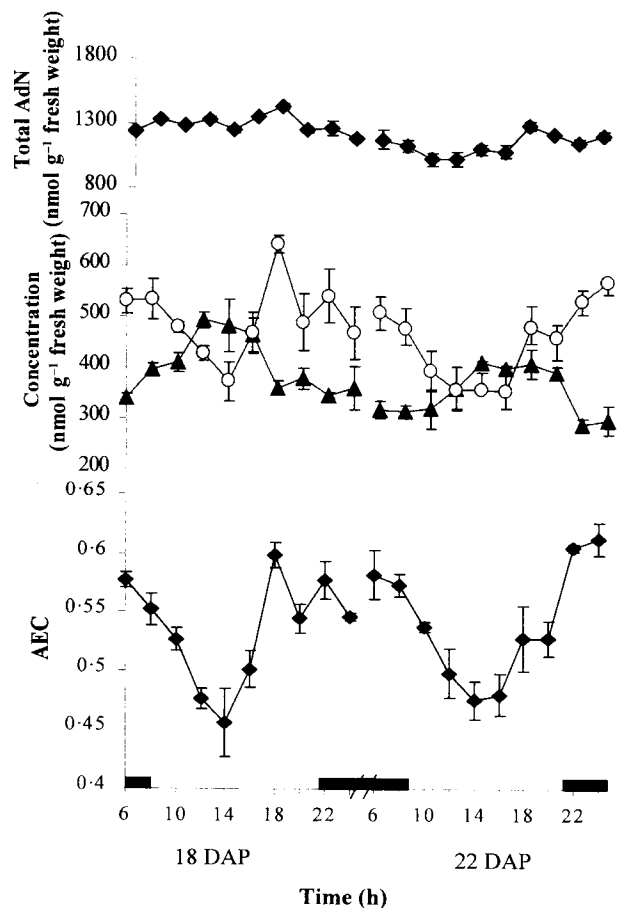 Total AdN
(nmol g⁻¹ fresh weight)
1800
1300
800
Concentration
(nmol g⁻¹ fresh weight)
700
600
500
400
300
200
AEC
0·65
0·6
0·55
0·5
0·45
0·4
6 10 14 18 22 6 10 14 18 22
18 DAP 22 DAP
Time (h)